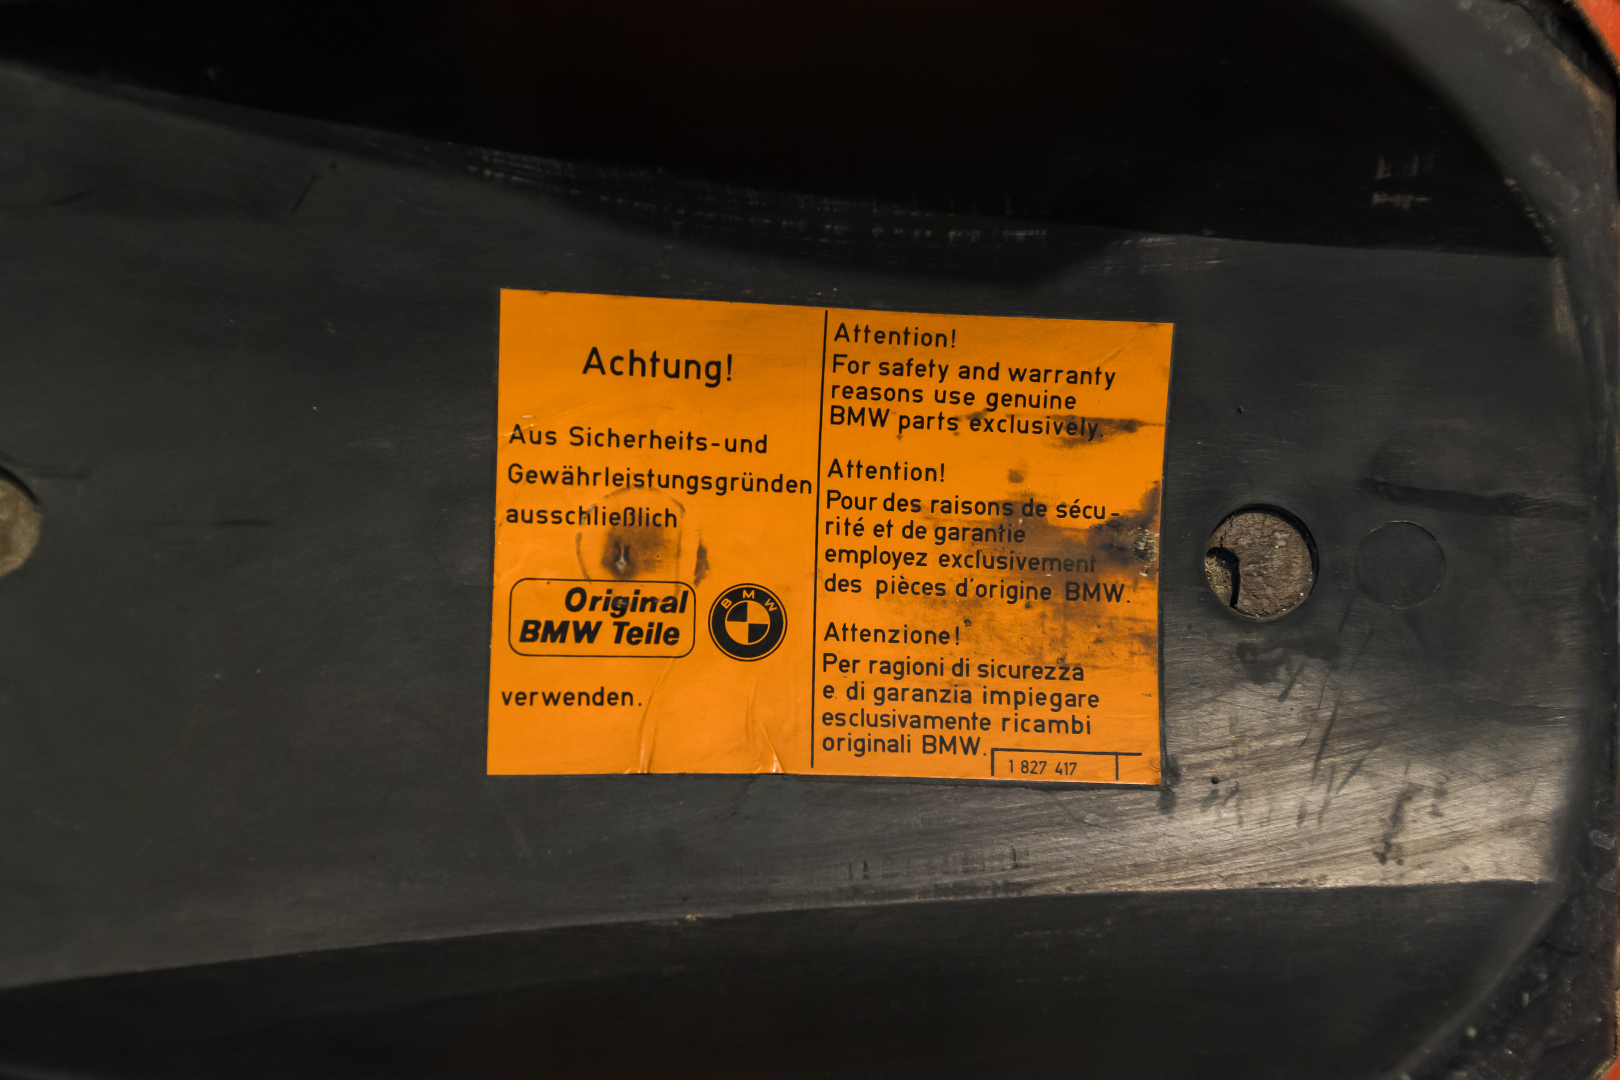 Achtung!
Aus Sicherheits-und
Gewährleistungsgründen
ausschließlich
Original
BMW Teile
BMW
verwenden.
Attention!
For safety and warranty
reasons use genuine
BMW parts exclusively.
Attention!
Pour des raisons de sécu-
rité et de garantie
employez exclusivement
des pièces d'origine BMW.
Attenzione!
Per ragioni di sicurezza
e di garanzia impiegare
esclusivamente ricambi
originali BMW.
1 827 417